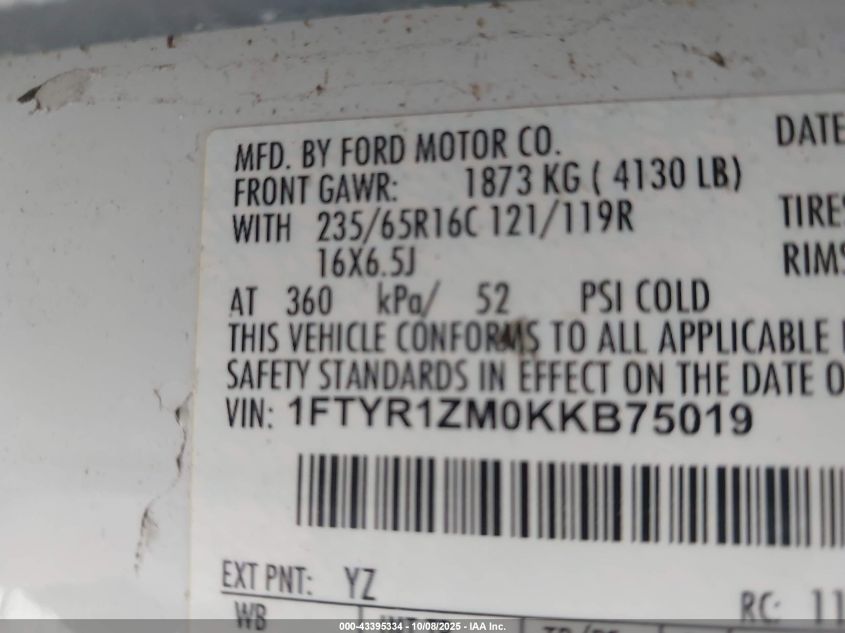 MFD. BY FORD MOTOR CO. DATE
FRONT GAWR: 1873 KG ( 4130 LB)
WITH 235/65R16C 121/119R TIRES
16X6.5J RIMS
AT 360 kPa/ 52 PSI COLD
THIS VEHICLE CONFORMS TO ALL APPLICABLE
SAFETY STANDARDS IN EFFECT ON THE DATE O
VIN: 1FTYR1ZM0KKB75019
EXT PNT: YZ RC: 11
WB
000-43395334 - 10/08/2025 - IAA Inc.